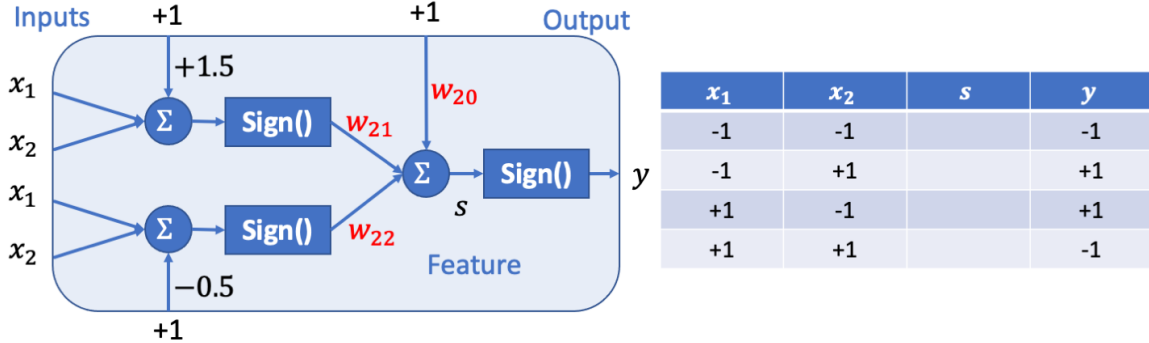 Inputs
+1
+1
Output
x₁
+1.5
w₂₀
Σ
Sign()
w₂₁
x₂
x₁
Σ
s
Sign()
y
Σ
Sign()
w₂₂
x₂
Feature
−0.5
+1
x₁ x₂ s y
-1 -1 -1
-1 +1 +1
+1 -1 +1
+1 +1 -1